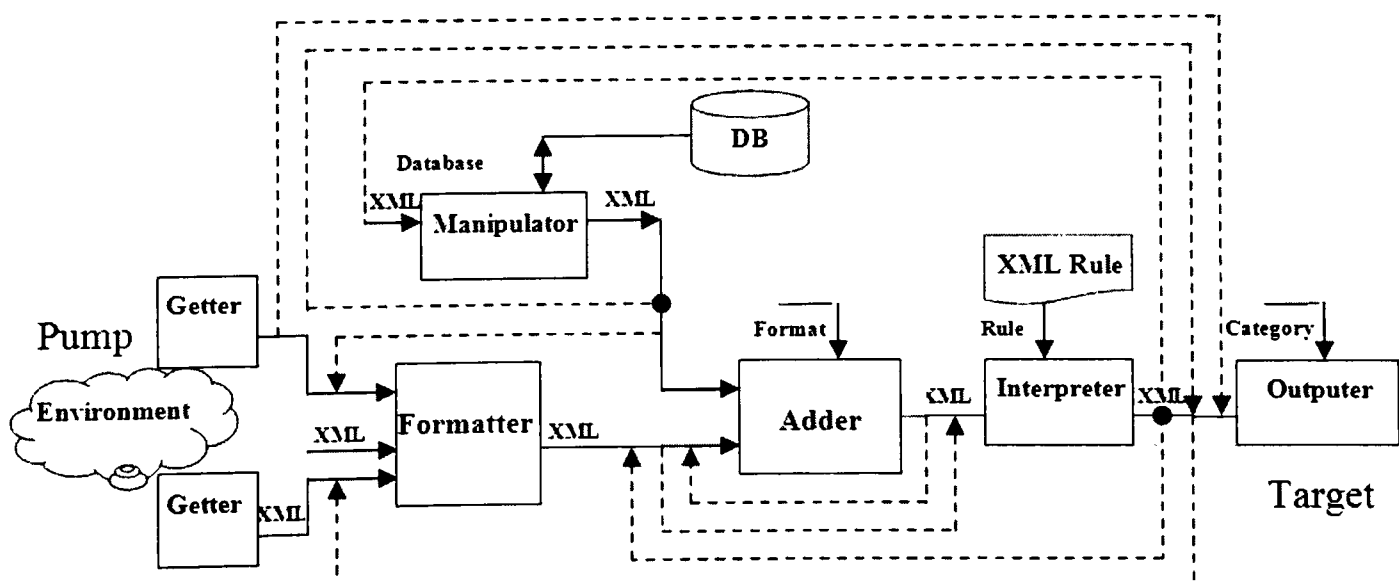 DB
Database
XML
XML
Manipulator
XML Rule
Getter
Pump
Format
Rule
Category
Environment
Formatter
XML
XML
Adder
XML
Interpreter
XML
Outputer
Getter
XML
Target